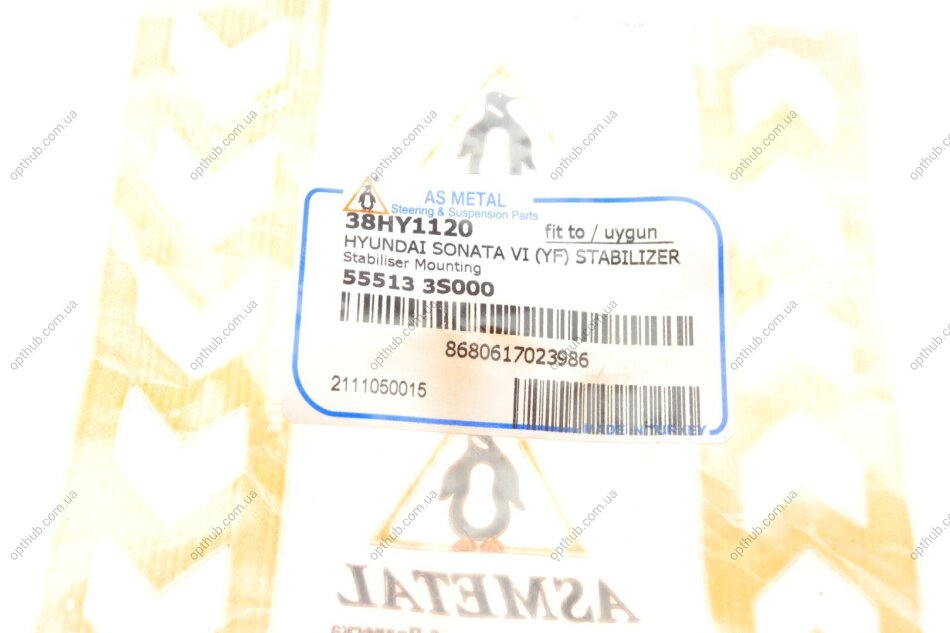 AS METAL
Steering & Suspension Parts
38HY1120 fit to / uygun
HYUNDAI SONATA VI (YF) STABILIZER
Stabiliser Mounting
55513 3S000
8680617023986
2111050015
MADE IN TURKEY
ASMETAL
opthub.com.ua